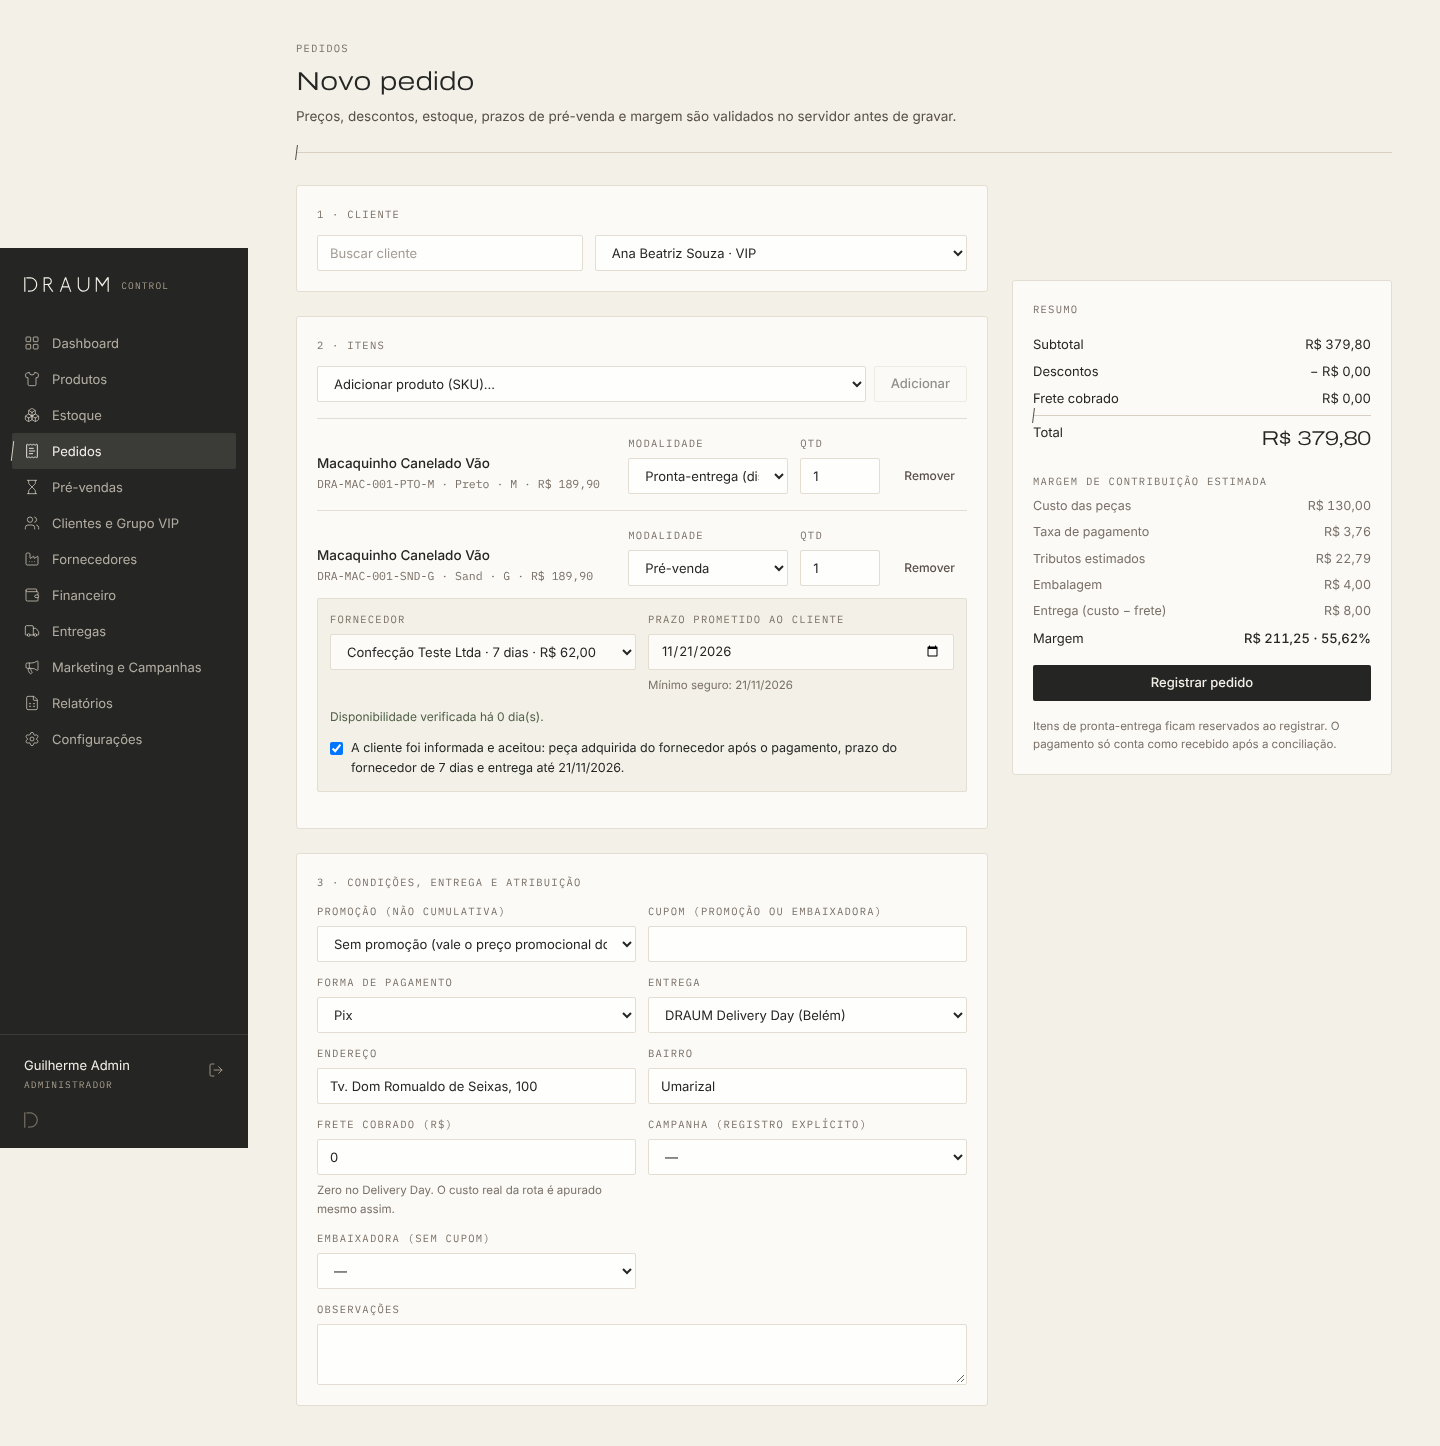 PEDIDOS
Novo pedido
Preços, descontos, estoque, prazos de pré-venda e margem são validados no servidor antes de gravar.
DRAUM CONTROL
Dashboard
Produtos
Estoque
Pedidos
Pré-vendas
Clientes e Grupo VIP
Fornecedores
Financeiro
Entregas
Marketing e Campanhas
Relatórios
Configurações
Guilherme Admin
ADMINISTRADOR
D
1 · CLIENTE
Buscar cliente
Ana Beatriz Souza · VIP
2 · ITENS
Adicionar produto (SKU)...
Adicionar
MODALIDADE QTD
Macaquinho Canelado Vão
DRA-MAC-001-PTO-M · Preto · M · R$ 189,90
Pronta-entrega (di
1
Remover
MODALIDADE QTD
Macaquinho Canelado Vão
DRA-MAC-001-SND-G · Sand · G · R$ 189,90
Pré-venda
1
Remover
FORNECEDOR
Confecção Teste Ltda · 7 dias · R$ 62,00
PRAZO PROMETIDO AO CLIENTE
11/21/2026
Mínimo seguro: 21/11/2026
Disponibilidade verificada há 0 dia(s).
A cliente foi informada e aceitou: peça adquirida do fornecedor após o pagamento, prazo do
fornecedor de 7 dias e entrega até 21/11/2026.
3 · CONDIÇÕES, ENTREGA E ATRIBUIÇÃO
PROMOÇÃO (NÃO CUMULATIVA)
Sem promoção (vale o preço promocional do
CUPOM (PROMOÇÃO OU EMBAIXADORA)
FORMA DE PAGAMENTO
Pix
ENTREGA
DRAUM Delivery Day (Belém)
ENDEREÇO
Tv. Dom Romualdo de Seixas, 100
BAIRRO
Umarizal
FRETE COBRADO (R$)
0
Zero no Delivery Day. O custo real da rota é apurado
mesmo assim.
CAMPANHA (REGISTRO EXPLÍCITO)
—
EMBAIXADORA (SEM CUPOM)
—
OBSERVAÇÕES
RESUMO
Subtotal R$ 379,80
Descontos − R$ 0,00
Frete cobrado R$ 0,00
Total R$ 379,80
MARGEM DE CONTRIBUIÇÃO ESTIMADA
Custo das peças R$ 130,00
Taxa de pagamento R$ 3,76
Tributos estimados R$ 22,79
Embalagem R$ 4,00
Entrega (custo − frete) R$ 8,00
Margem R$ 211,25 · 55,62%
Registrar pedido
Itens de pronta-entrega ficam reservados ao registrar. O
pagamento só conta como recebido após a conciliação.